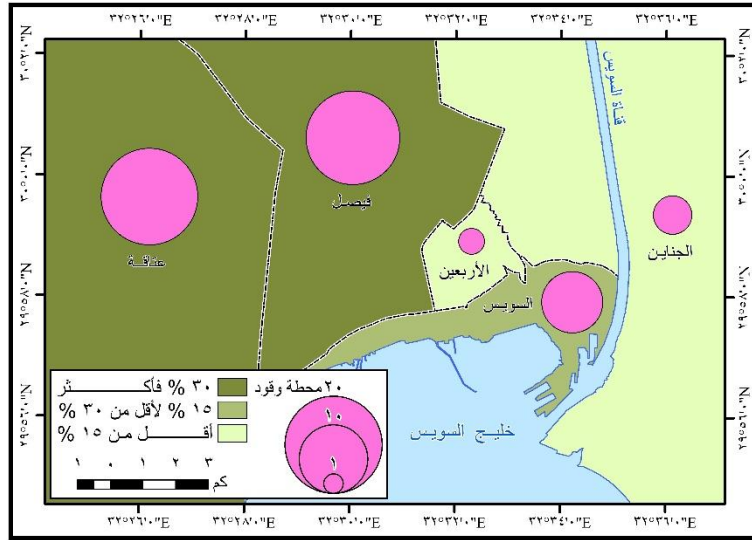 ٣٢°٢٦'٠"E ٣٢°٢٨'٠"E ٣٢°٣٠'٠"E ٣٢°٣٢'٠"E ٣٢°٣٤'٠"E ٣٢°٣٦'٠"E
قناة السويس
فيصل
عتاقة
الجناين
الأربعين
السويس
خليج السويس
٣٠ % فأكثر
١٥ % لأقل من ٣٠ %
أقل من ١٥ %
٢٠ محطة وقود
١٠
١
١ ٠ ١ ٢ ٣ كم
٣٢°٢٦'٠"E ٣٢°٢٨'٠"E ٣٢°٣٠'٠"E ٣٢°٣٢'٠"E ٣٢°٣٤'٠"E ٣٢°٣٦'٠"E